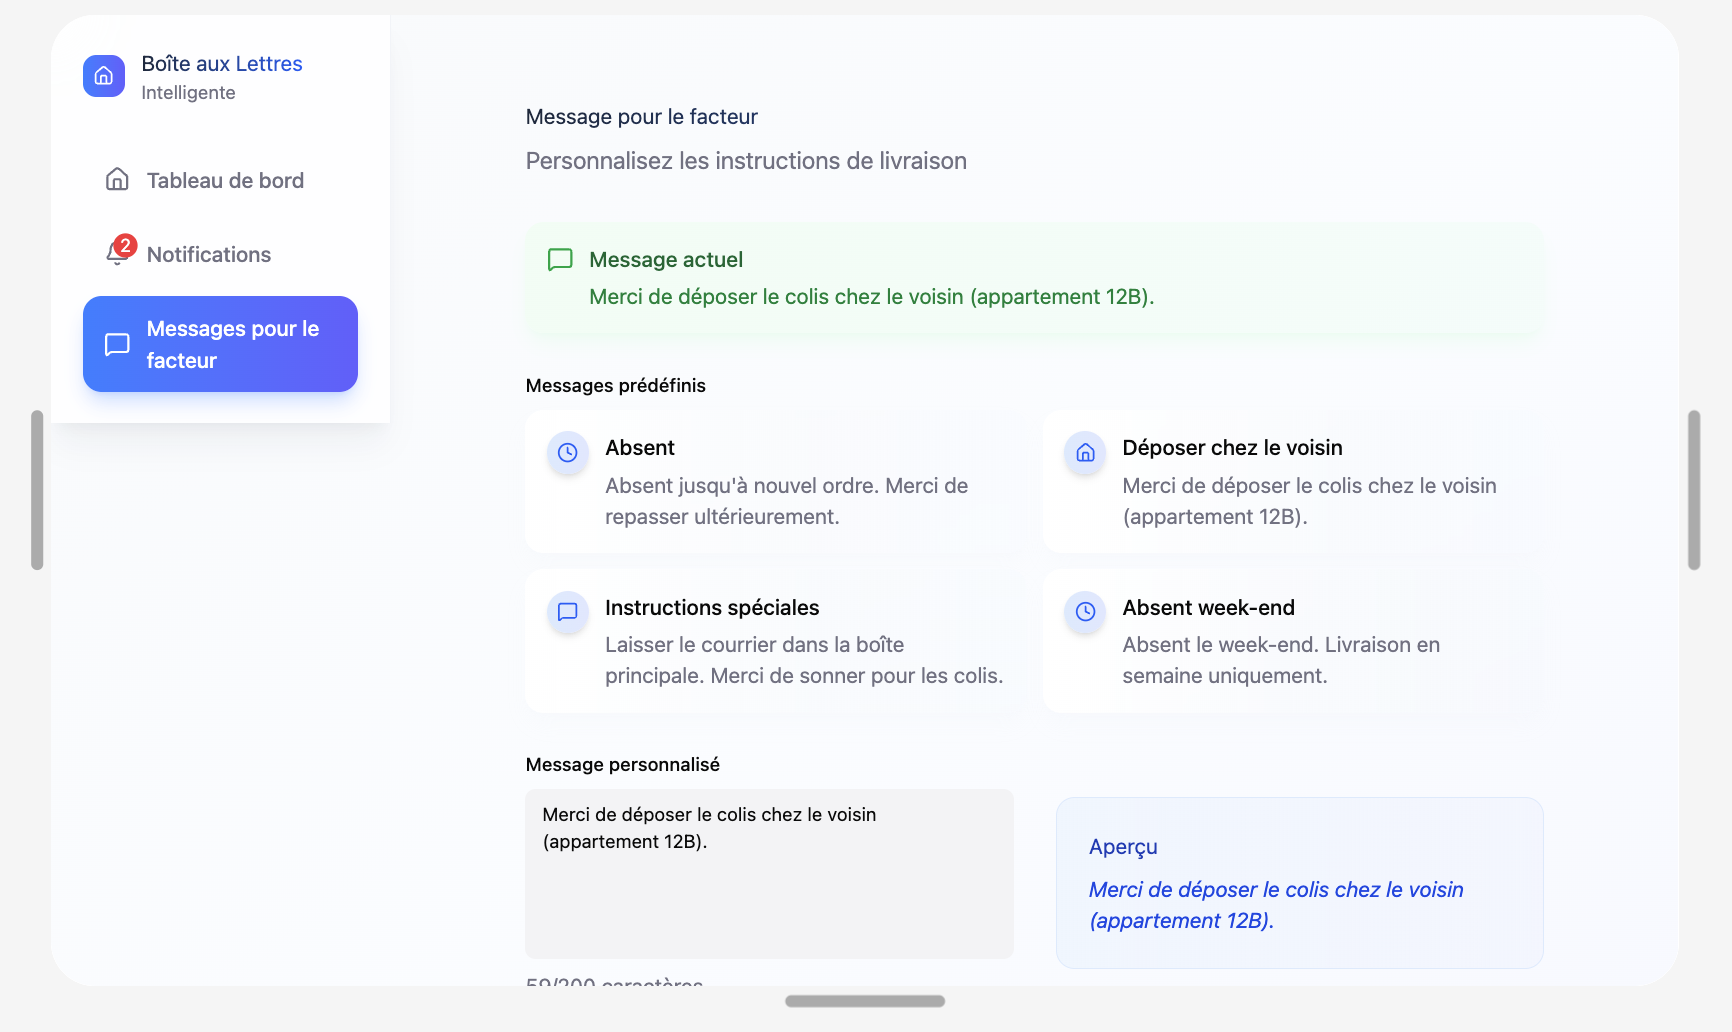 Boîte aux Lettres
Intelligente
Tableau de bord
2
Notifications
Messages pour le
facteur
Message pour le facteur
Personnalisez les instructions de livraison
Message actuel
Merci de déposer le colis chez le voisin (appartement 12B).
Messages prédéfinis
Absent
Absent jusqu'à nouvel ordre. Merci de
repasser ultérieurement.
Déposer chez le voisin
Merci de déposer le colis chez le voisin
(appartement 12B).
Instructions spéciales
Laisser le courrier dans la boîte
principale. Merci de sonner pour les colis.
Absent week-end
Absent le week-end. Livraison en
semaine uniquement.
Message personnalisé
Merci de déposer le colis chez le voisin
(appartement 12B).
Aperçu
Merci de déposer le colis chez le voisin
(appartement 12B).
59/200 caractères